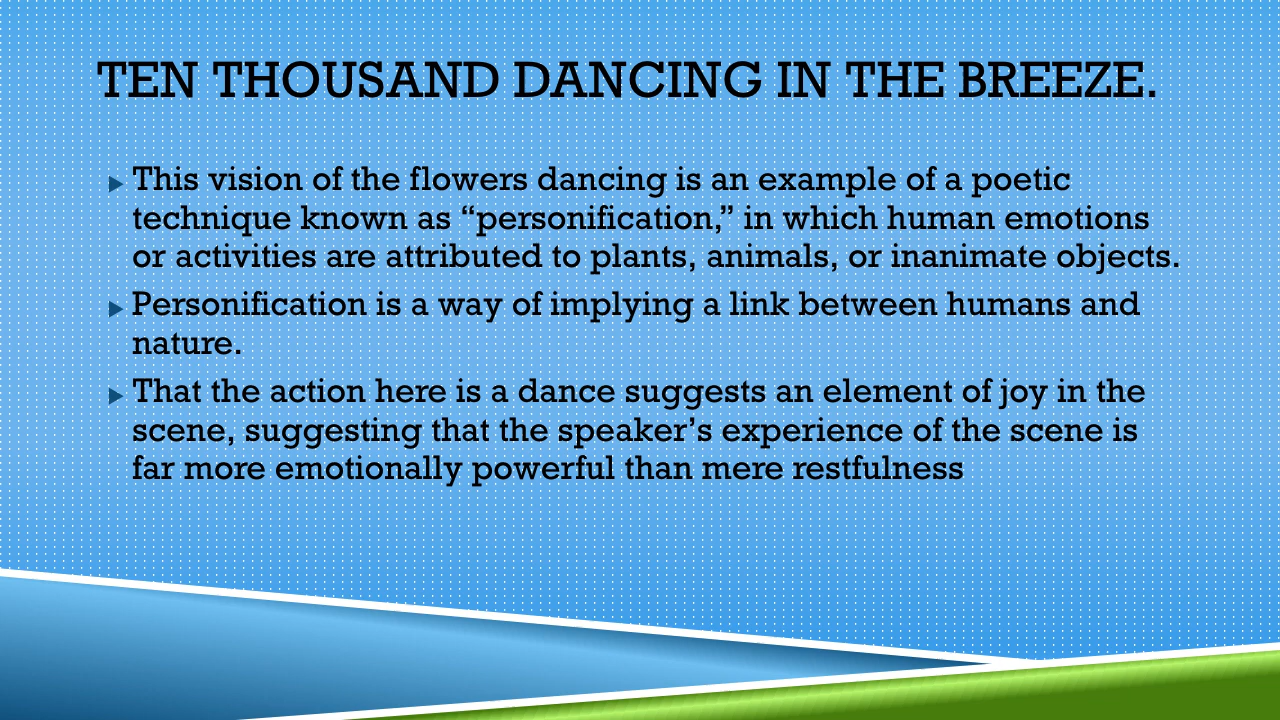 TEN THOUSAND DANCING IN THE BREEZE.
This vision of the flowers dancing is an example of a poetic
technique known as “personification,” in which human emotions
or activities are attributed to plants, animals, or inanimate objects.
Personification is a way of implying a link between humans and
nature.
That the action here is a dance suggests an element of joy in the
scene, suggesting that the speaker’s experience of the scene is
far more emotionally powerful than mere restfulness